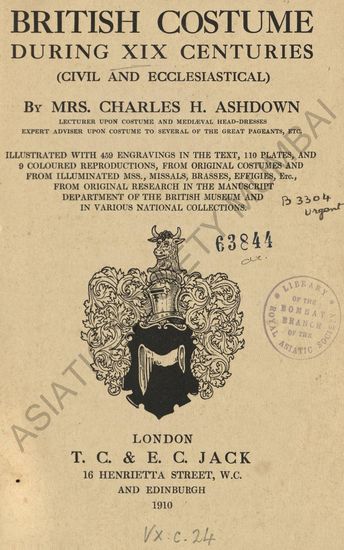 BRITISH COSTUME
DURING XIX CENTURIES
(CIVIL AND ECCLESIASTICAL)
BY MRS. CHARLES H. ASHDOWN
LECTURER UPON COSTUME AND MEDIÆVAL HEAD-DRESSES
EXPERT ADVISER UPON COSTUME TO SEVERAL OF THE GREAT PAGEANTS, ETC.
ILLUSTRATED WITH 459 ENGRAVINGS IN THE TEXT, 110 PLATES, AND
9 COLOURED REPRODUCTIONS, FROM ORIGINAL COSTUMES AND
FROM ILLUMINATED MSS., MISSALS, BRASSES, EFFIGIES, Etc.,
FROM ORIGINAL RESEARCH IN THE MANUSCRIPT
DEPARTMENT OF THE BRITISH MUSEUM AND
IN VARIOUS NATIONAL COLLECTIONS.
B 3304
urgent
63844
LIBRARY
OF THE
BOMBAY
BRANCH
OF THE
ROYAL ASIATIC SOCIETY
LONDON
T. C. & E. C. JACK
16 HENRIETTA STREET, W.C.
AND EDINBURGH
1910
Vx.c.24
ASIATIC SOCIETY MUMBAI